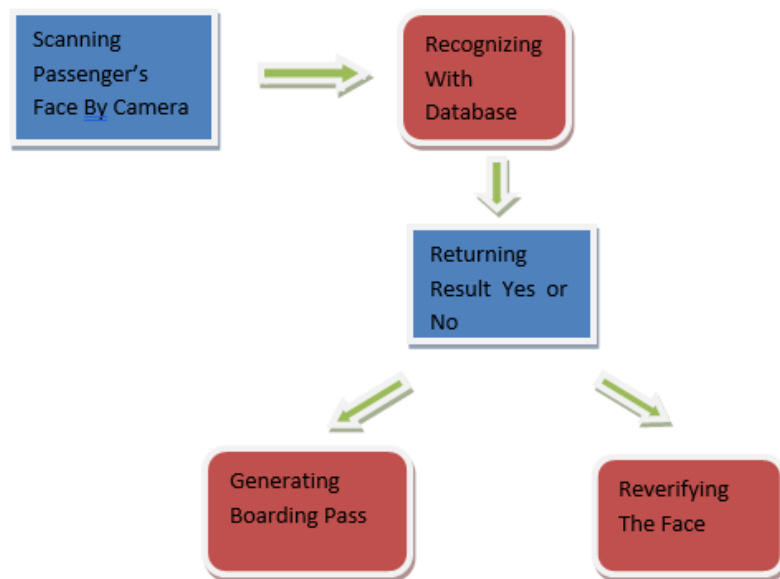 Scanning
Passenger’s
Face By Camera
Recognizing
With
Database
Returning
Result Yes or
No
Generating
Boarding Pass
Reverifying
The Face